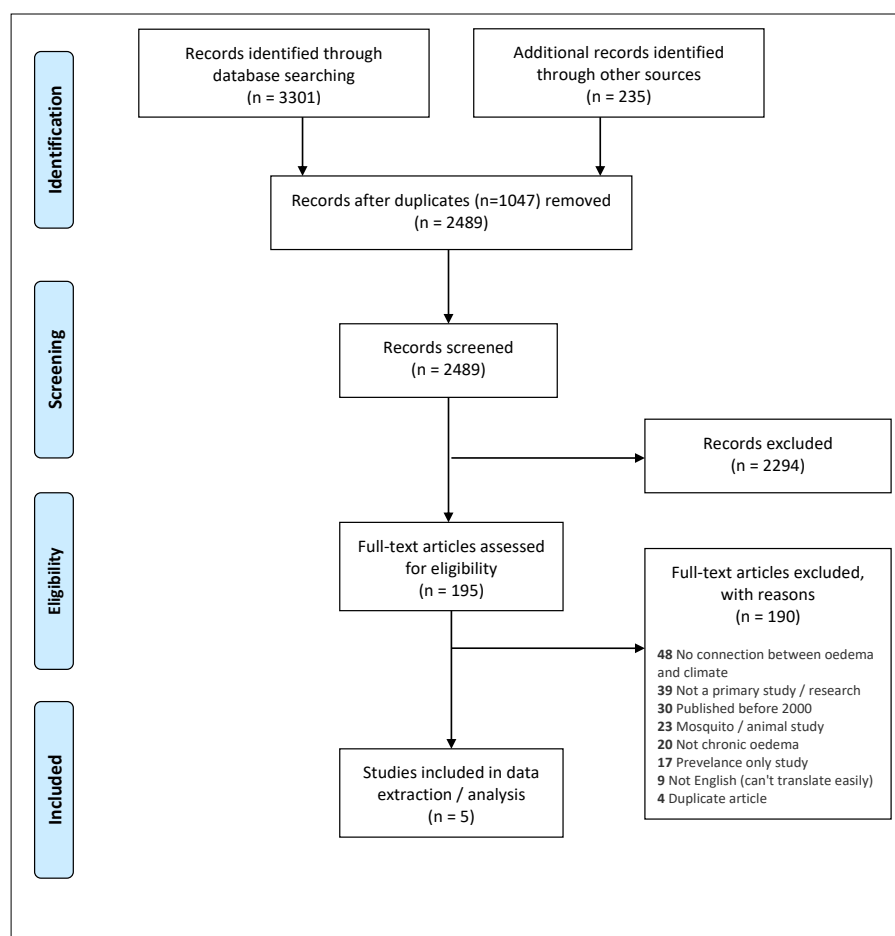 Records identified through
database searching
(n = 3301)
Additional records identified
through other sources
(n = 235)
Identification
Records after duplicates (n=1047) removed
(n = 2489)
Screening
Records screened
(n = 2489)
Records excluded
(n = 2294)
Eligibility
Full-text articles assessed
for eligibility
(n = 195)
Full-text articles excluded,
with reasons
(n = 190)
48 No connection between oedema
and climate
39 Not a primary study / research
30 Published before 2000
23 Mosquito / animal study
20 Not chronic oedema
17 Prevelance only study
9 Not English (can't translate easily)
4 Duplicate article
Included
Studies included in data
extraction / analysis
(n = 5)